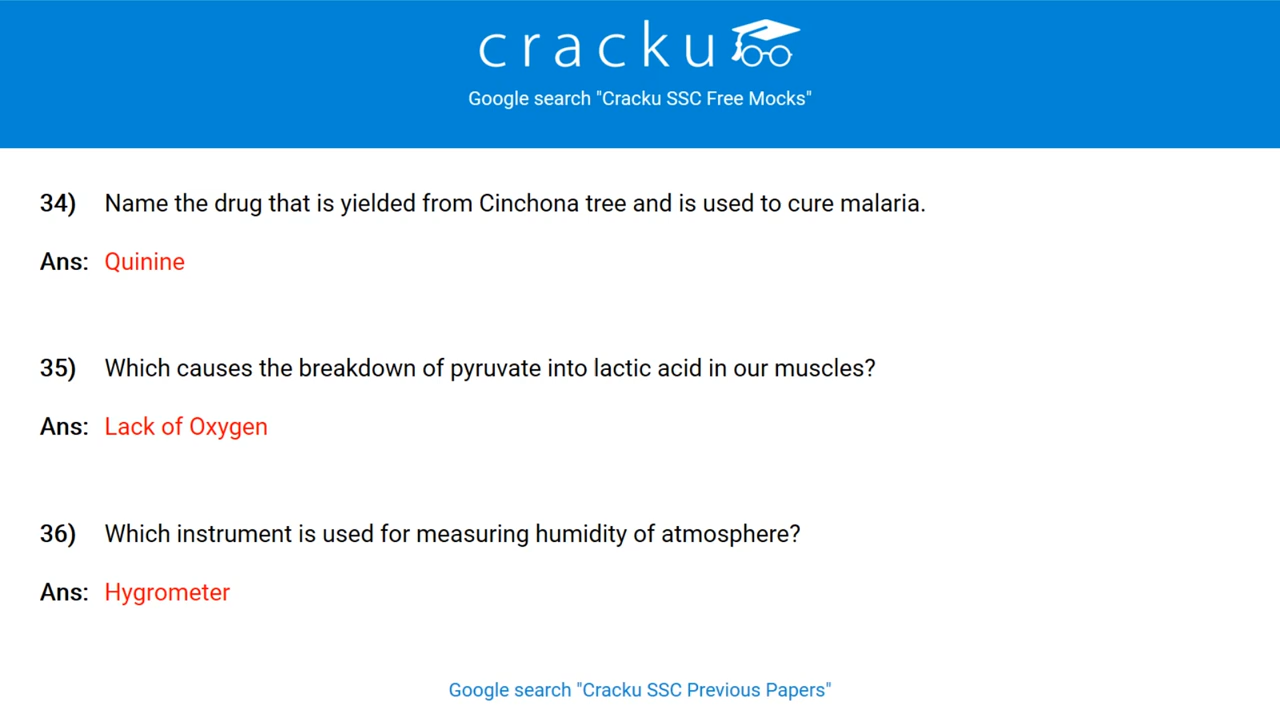 cracku
Google search "Cracku SSC Free Mocks"
34) Name the drug that is yielded from Cinchona tree and is used to cure malaria.
Ans: Quinine
35) Which causes the breakdown of pyruvate into lactic acid in our muscles?
Ans: Lack of Oxygen
36) Which instrument is used for measuring humidity of atmosphere?
Ans: Hygrometer
Google search "Cracku SSC Previous Papers"